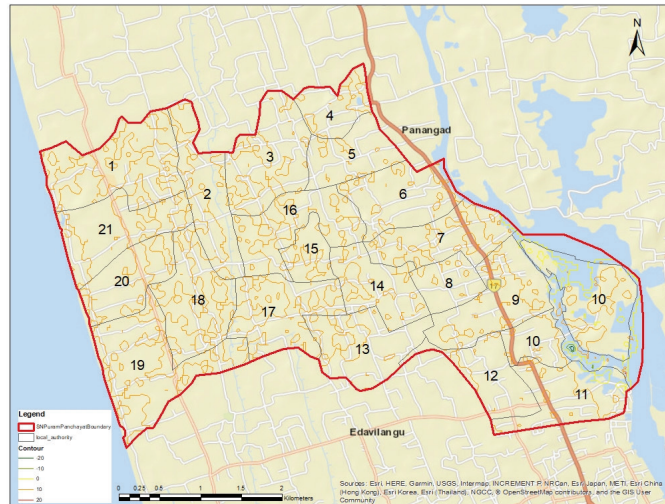 N
4
Panangad
1
3
5
2
6
16
21
7
15
20
14
8
17
18
17
9
10
13
10
19
12
11
Legend
SNPuramPanchayatBoundary
local_authority
Contour
-20
-10
0
10
20
Edavilangu
0 0.25 0.5 1 1.5 2
Kilometers
Sources: Esri, HERE, Garmin, USGS, Intermap, INCREMENT P, NRCan, Esri Japan, METI, Esri China
(Hong Kong), Esri Korea, Esri (Thailand), NGCC, © OpenStreetMap contributors, and the GIS User
Community